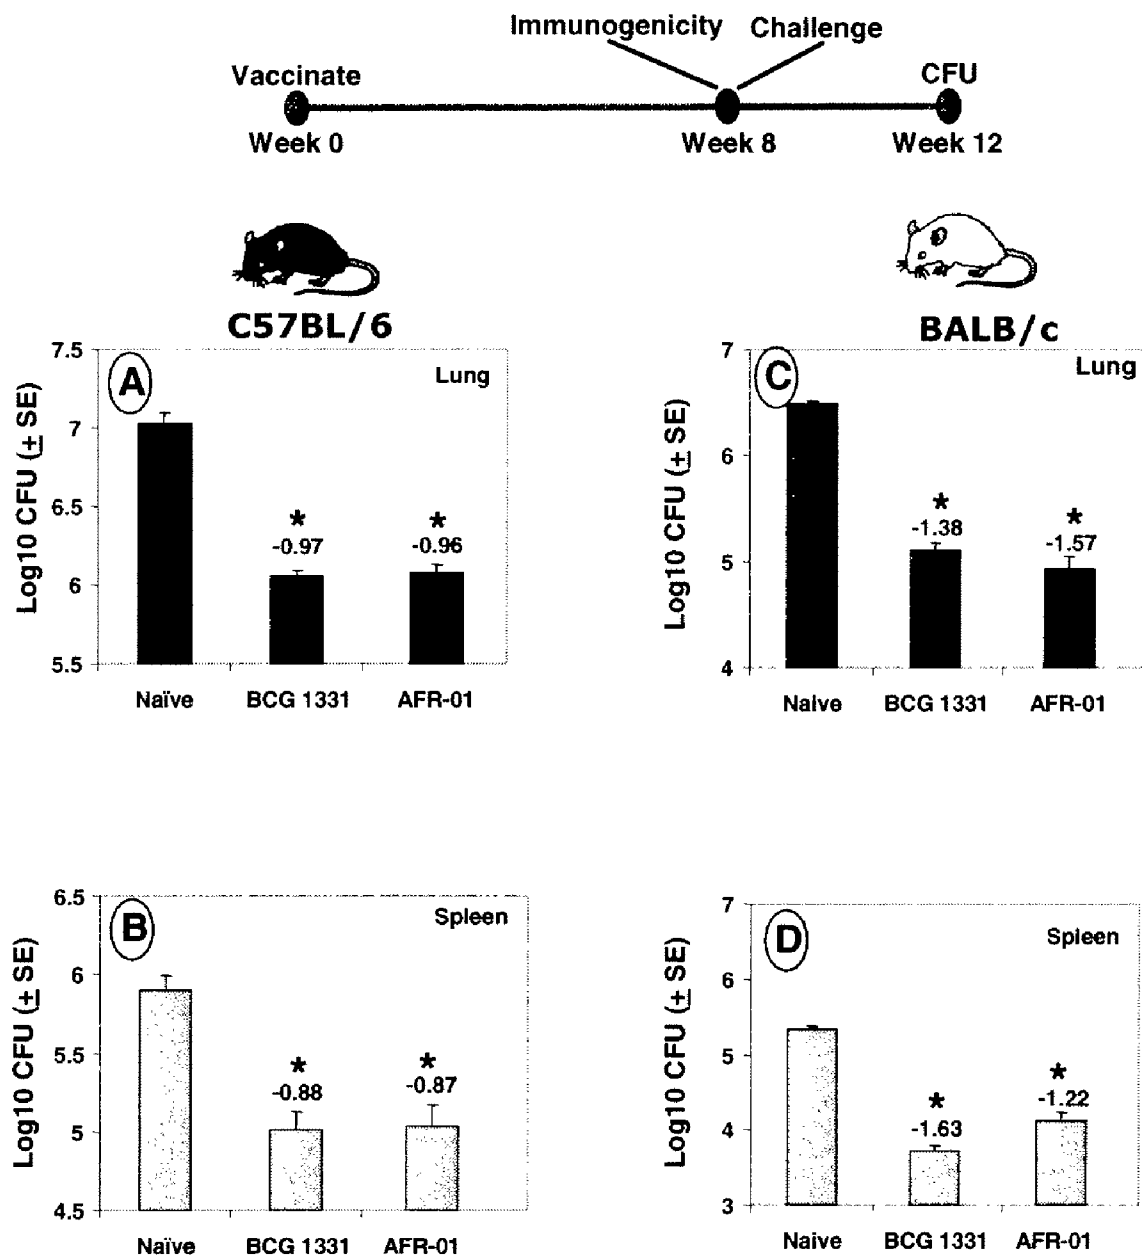 Immunogenicity Challenge
Vaccinate CFU
Week 0 Week 8 Week 12
C57BL/6
BALB/c
A
Lung
Log10 CFU (± SE)
7.5
7
6.5
6
5.5
*
-0.97
*
-0.96
Naïve BCG 1331 AFR-01
C
Lung
Log10 CFU (± SE)
7
6
5
4
*
-1.38
*
-1.57
Naive BCG 1331 AFR-01
B
Spleen
Log10 CFU (± SE)
6.5
6
5.5
5
4.5
*
-0.88
*
-0.87
Naïve BCG 1331 AFR-01
D
Spleen
Log10 CFU (± SE)
7
6
5
4
3
*
-1.63
*
-1.22
Naive BCG 1331 AFR-01